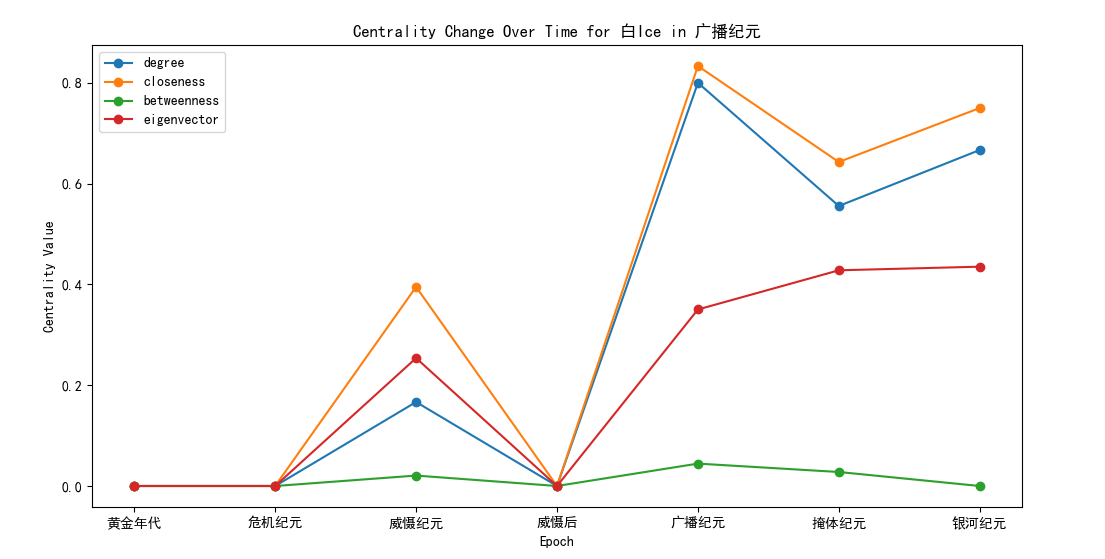 Centrality Change Over Time for 白Ice in 广播纪元
degree
closeness
betweenness
eigenvector
Centrality Value
0.8
0.6
0.4
0.2
0.0
黄金年代 危机纪元 威慑纪元 威慑后 广播纪元 掩体纪元 银河纪元
Epoch